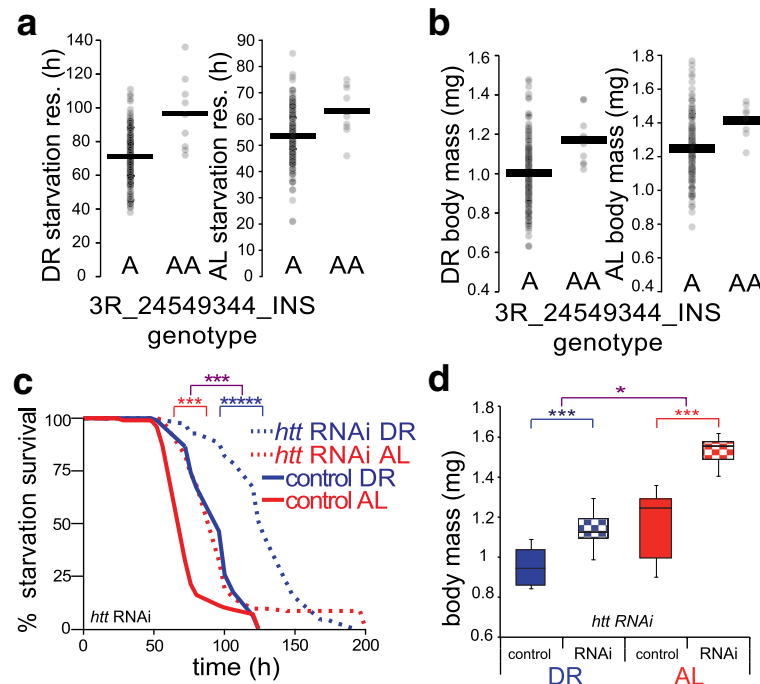 a
DR starvation res. (h)
140
120
100
80
60
40
20
0
A AA
AL starvation res. (h)
100
90
80
70
60
50
40
30
20
10
0
A AA
3R_24549344_INS
genotype
b
DR body mass (mg)
1.6
1.4
1.2
1.0
0.8
0.6
0.4
A AA
AL body mass (mg)
1.8
1.6
1.4
1.2
1.0
0.8
0.6
0.4
A AA
3R_24549344_INS
genotype
c
***
*** *****
% starvation survival
100
75
50
25
0
htt RNAi DR
htt RNAi AL
control DR
control AL
htt RNAi
0 50 100 150 200
time (h)
d
*
*** ***
body mass (mg)
1.8
1.6
1.4
1.2
1
0.8
0.6
htt RNAi
control RNAi control RNAi
DR AL